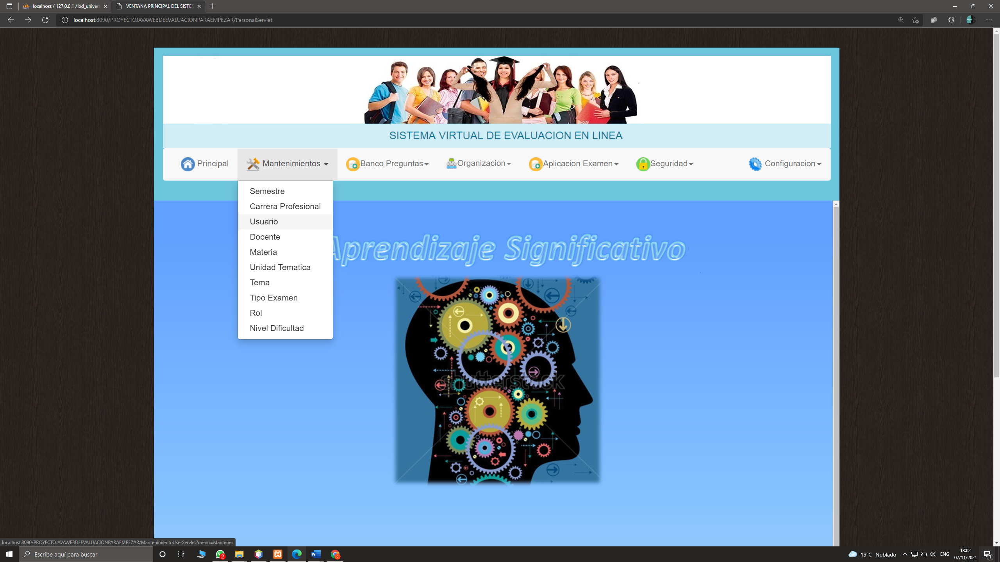 localhost / 127.0.0.1 / bd_univers
VENTANA PRINCIPAL DEL SISTEM
localhost:8090/PROYECTOJAVAWEBDEEVALUACIONPARAEMPEZAR/PersonalServlet
SISTEMA VIRTUAL DE EVALUACION EN LINEA
Principal
Mantenimientos
Banco Preguntas
Organizacion
Aplicacion Examen
Seguridad
Configuracion
Semestre
Carrera Profesional
Usuario
Docente
Materia
Unidad Tematica
Tema
Tipo Examen
Rol
Nivel Dificultad
Aprendizaje Significativo
shutterstock
localhost:8090/PROYECTOJAVAWEBDEEVALUACIONPARAEMPEZAR/MantenimientoUserServlet?menu=Mantener
Escribe aquí para buscar
2
19°C Nublado
ENG
18:02
07/11/2021
1